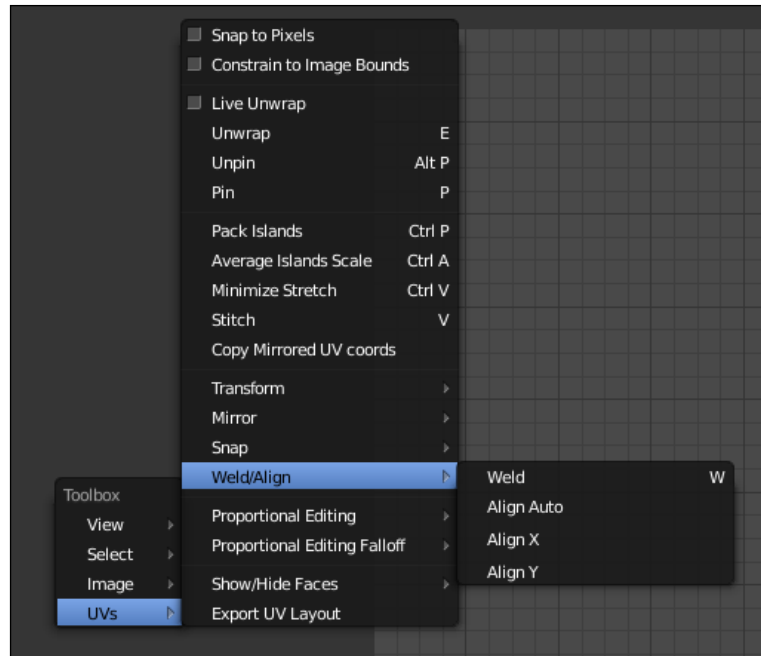 Snap to Pixels
Constrain to Image Bounds
Live Unwrap
Unwrap E
Unpin Alt P
Pin P
Pack Islands Ctrl P
Average Islands Scale Ctrl A
Minimize Stretch Ctrl V
Stitch V
Copy Mirrored UV coords
Transform
Mirror
Snap
Weld/Align
Proportional Editing
Proportional Editing Falloff
Show/Hide Faces
Export UV Layout
Toolbox
View
Select
Image
UVs
Weld W
Align Auto
Align X
Align Y